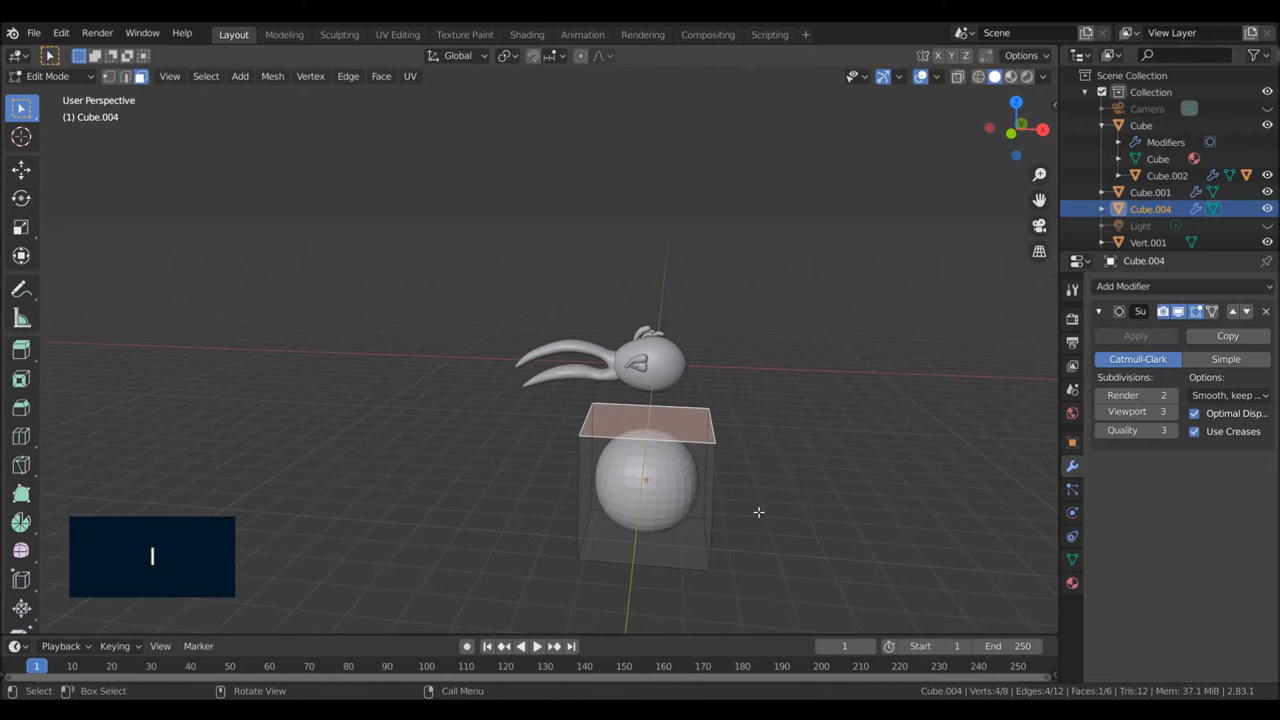 File Edit Render Window Help Layout Modeling Sculpting UV Editing Texture Paint Shading Animation Rendering Compositing Scripting + Scene View Layer
Global X Y Z Options
Edit Mode View Select Add Mesh Vertex Edge Face UV
User Perspective
(1) Cube.004
Z
X
Y
Scene Collection
Collection
Camera
Cube
Modifiers
Cube
Cube.002
Cube.001
Cube.004
Light
Vert.001
Cube.004
Add Modifier
Su
Apply Copy
Catmull-Clark Simple
Subdivisions: Options:
Render 2 Smooth, keep ...
Viewport 3 Optimal Disp...
Quality 3 Use Creases
I
Playback Keying View Marker 1 Start 1 End 250
1 10 20 30 40 50 60 70 80 90 100 110 120 130 140 150 160 170 180 190 200 210 220 230 240 250
Select Box Select Rotate View Call Menu Cube.004 | Verts:4/8 | Edges:4/12 | Faces:1/6 | Tris:12 | Mem: 37.1 MiB | 2.83.1